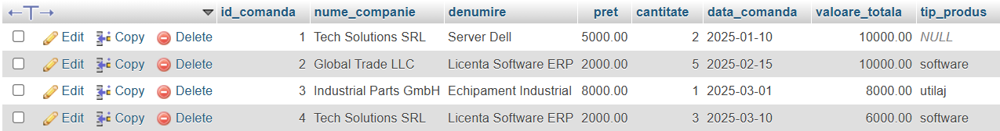 id_comanda nume_companie denumire pret cantitate data_comanda valoare_totala tip_produs
Edit Copy Delete 1 Tech Solutions SRL Server Dell 5000.00 2 2025-01-10 10000.00 NULL
Edit Copy Delete 2 Global Trade LLC Licenta Software ERP 2000.00 5 2025-02-15 10000.00 software
Edit Copy Delete 3 Industrial Parts GmbH Echipament Industrial 8000.00 1 2025-03-01 8000.00 utilaj
Edit Copy Delete 4 Tech Solutions SRL Licenta Software ERP 2000.00 3 2025-03-10 6000.00 software